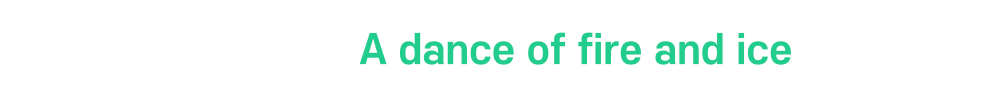 A dance of fire and ice